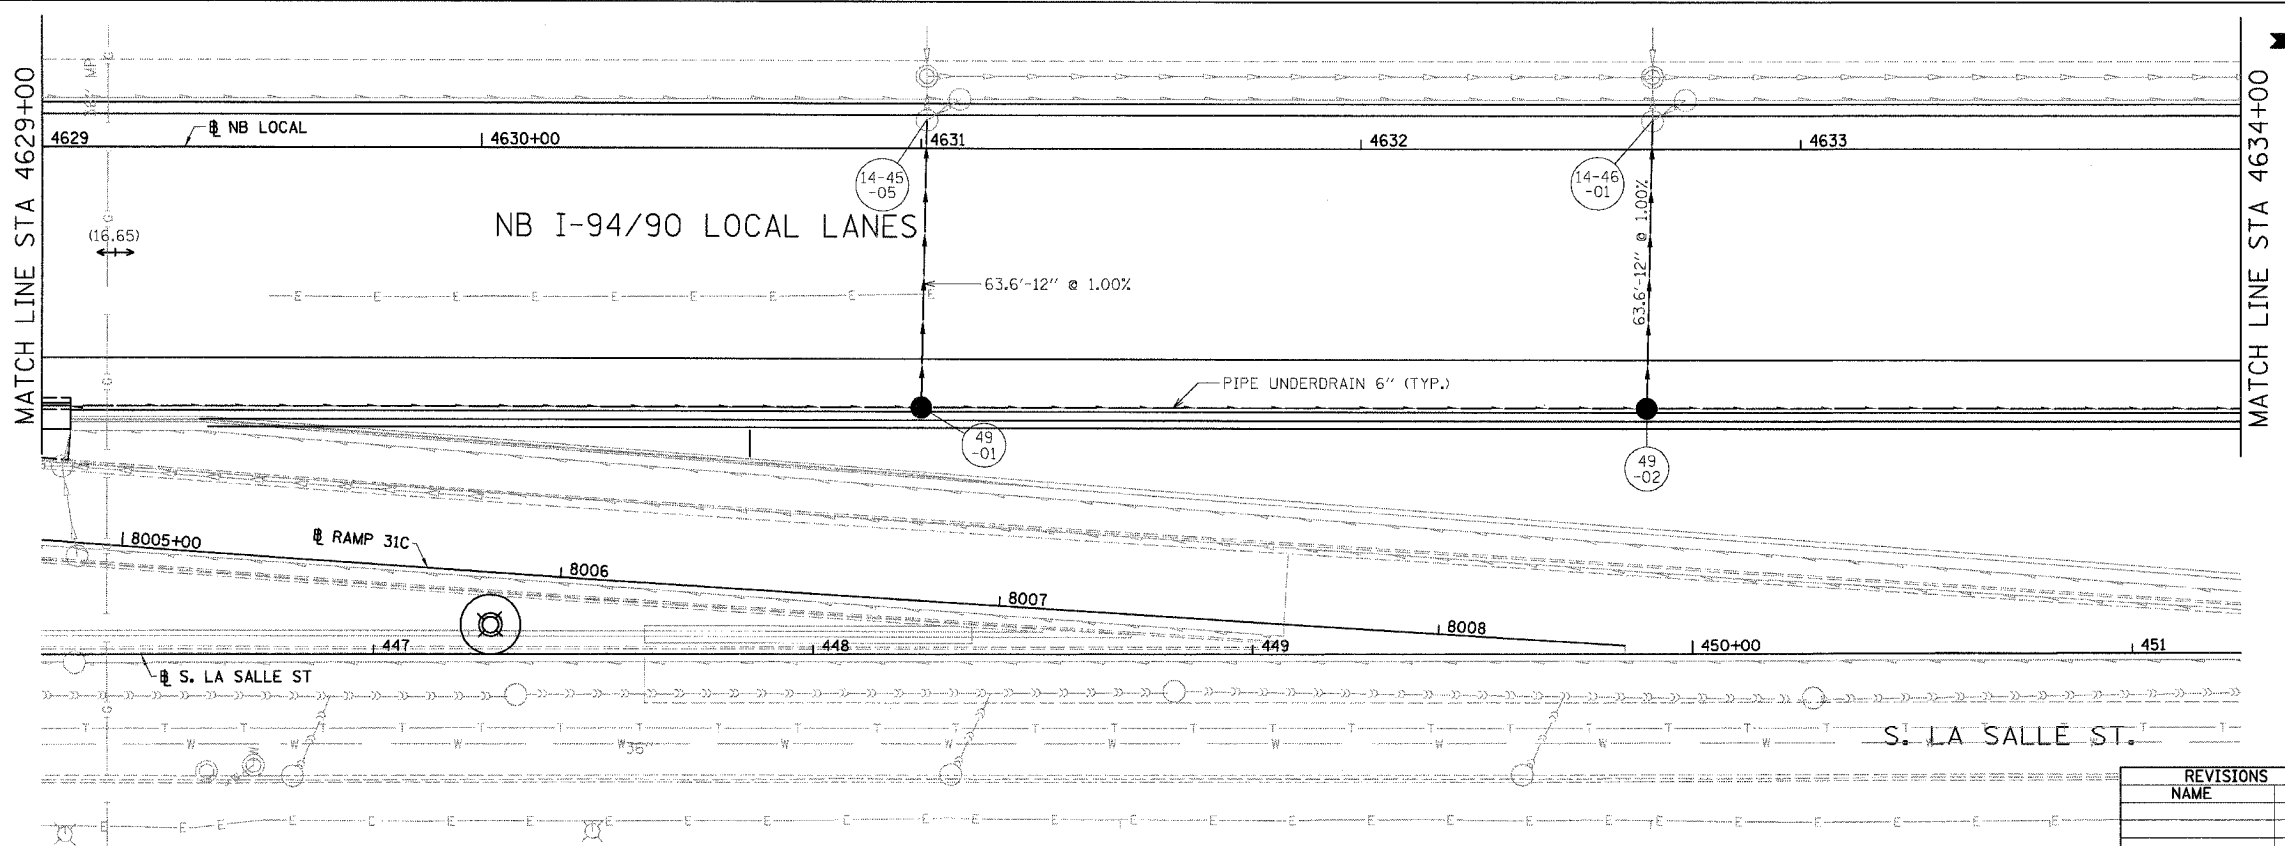 MATCH LINE STA 4629+00
MATCH LINE STA 4634+00
℄ NB LOCAL
4629
4630+00
4631
4632
4633
14-45
-05
14-46
-01
NB I-94/90 LOCAL LANES
(16.65)
63.6'-12" @ 1.00%
63.6'-12" @ 1.00%
E E E E E E E E E
PIPE UNDERDRAIN 6" (TYP.)
49
-01
49
-02
8005+00
℄ RAMP 31C
8006
8007
8008
447
448
449
450+00
451
℄ S. LA SALLE ST
36"
S. LA SALLE ST.
REVISIONS
NAME